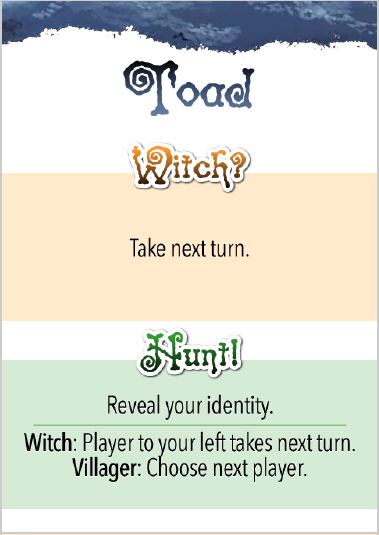 Toad
Witch?
Take next turn.
Hunt!
Reveal your identity.
Witch: Player to your left takes next turn.
Villager: Choose next player.